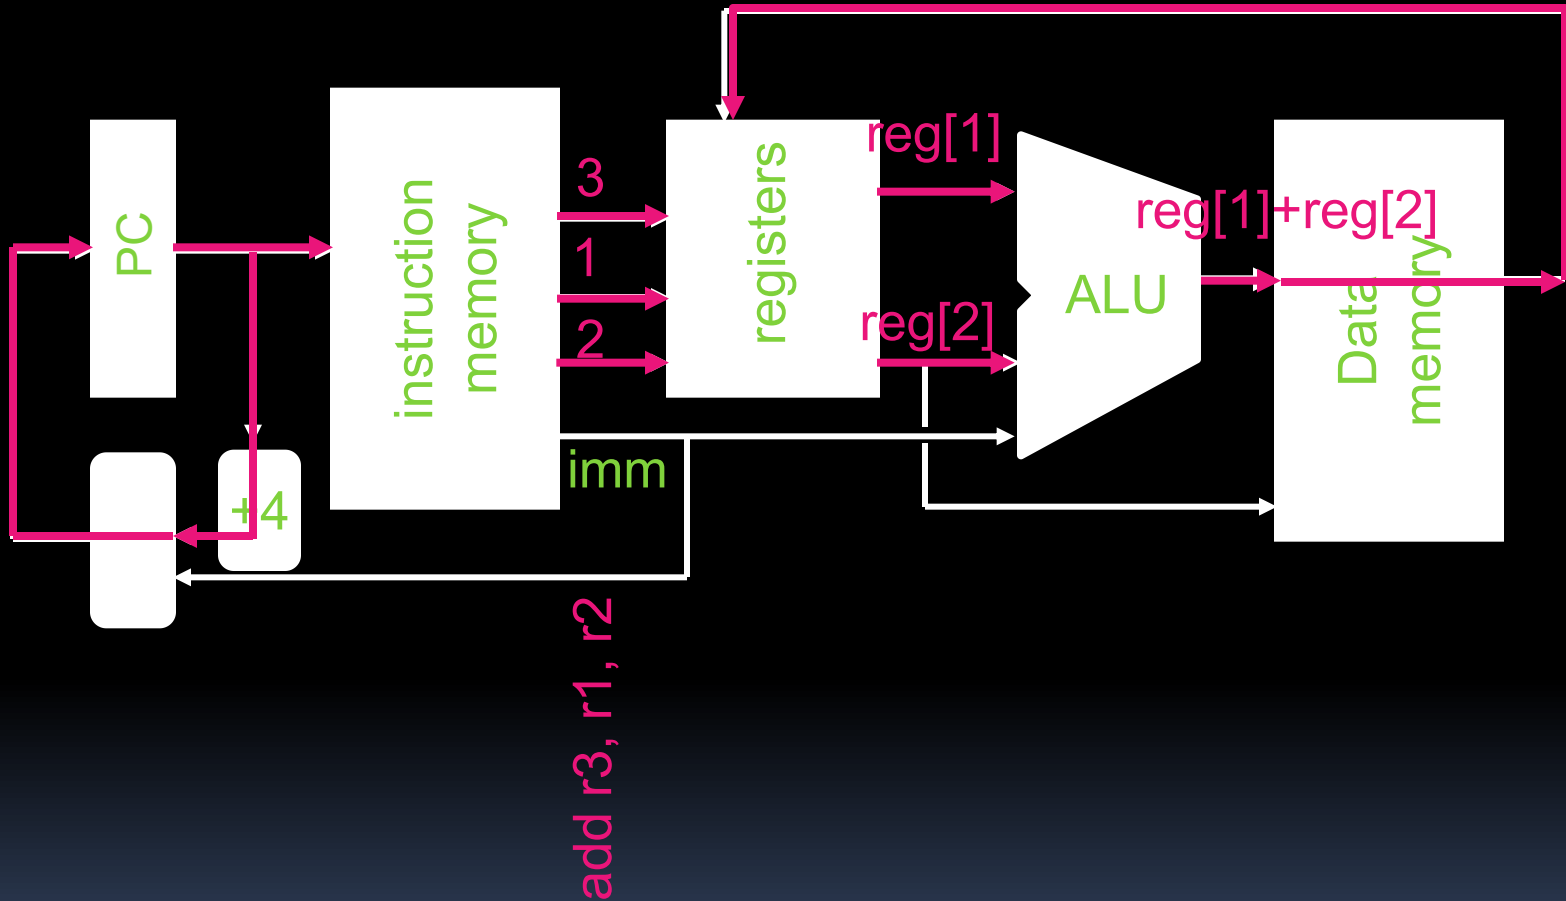 PC
+4
instruction
memory
3
1
2
imm
registers
reg[1]
reg[2]
ALU
reg[1]+reg[2]
Data
memory
add r3, r1, r2